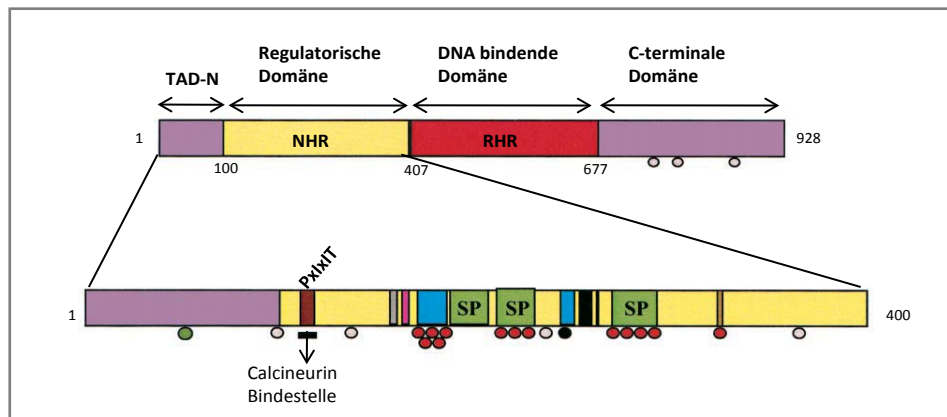 Regulatorische
Domäne
DNA bindende
Domäne
C-terminale
Domäne
TAD-N
1
NHR
RHR
928
100
407
677
PxIxIT
1
SP
SP
SP
400
Calcineurin
Bindestelle